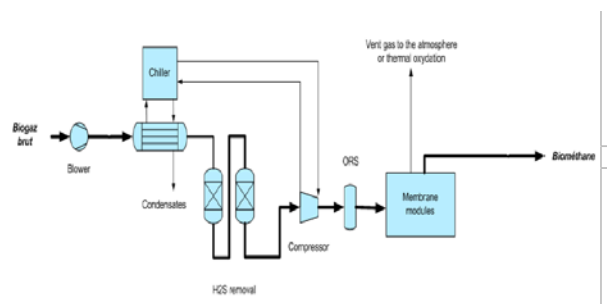 Vent gas to the atmosphere
or thermal oxydation
Chiller
Biogaz
brut
Blower
Condensates
H2S removal
Compressor
ORS
Membrane
modules
Biométhane